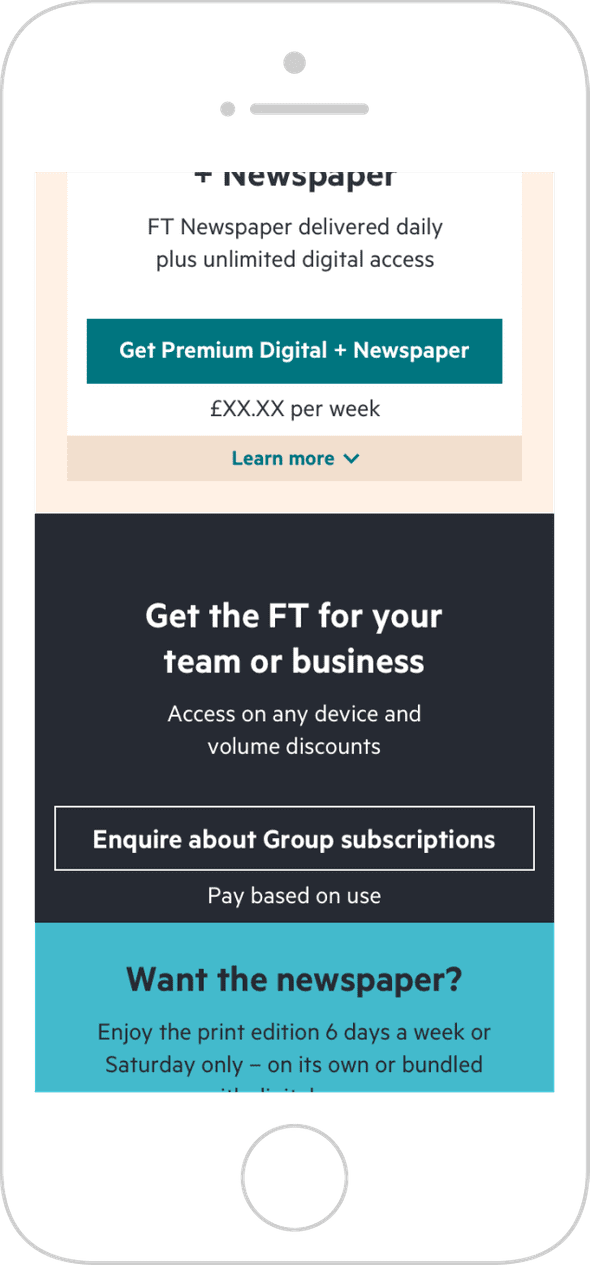 + Newspaper
FT Newspaper delivered daily
plus unlimited digital access
Get Premium Digital + Newspaper
£XX.XX per week
Learn more
Get the FT for your
team or business
Access on any device and
volume discounts
Enquire about Group subscriptions
Pay based on use
Want the newspaper?
Enjoy the print edition 6 days a week or
Saturday only – on its own or bundled